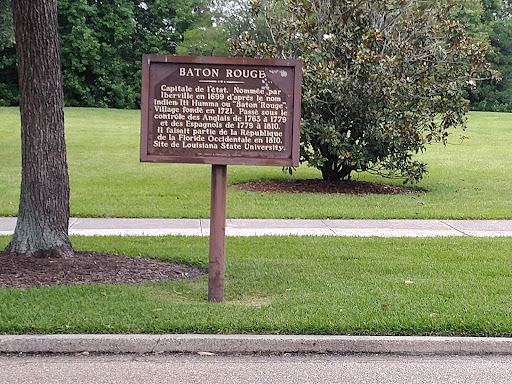 BATON ROUGE
Capitale de l'état. Nommée par
Iberville en 1699 d'après le nom
Indien Iti Humma ou "Baton Rouge".
Village fondé en 1721. Passé sous le
contrôle des Anglais de 1763 à 1779
et des Espagnols de 1779 à 1810.
Il faisait partie de la République
de la Floride Occidentale en 1810.
Site de Louisiana State University.